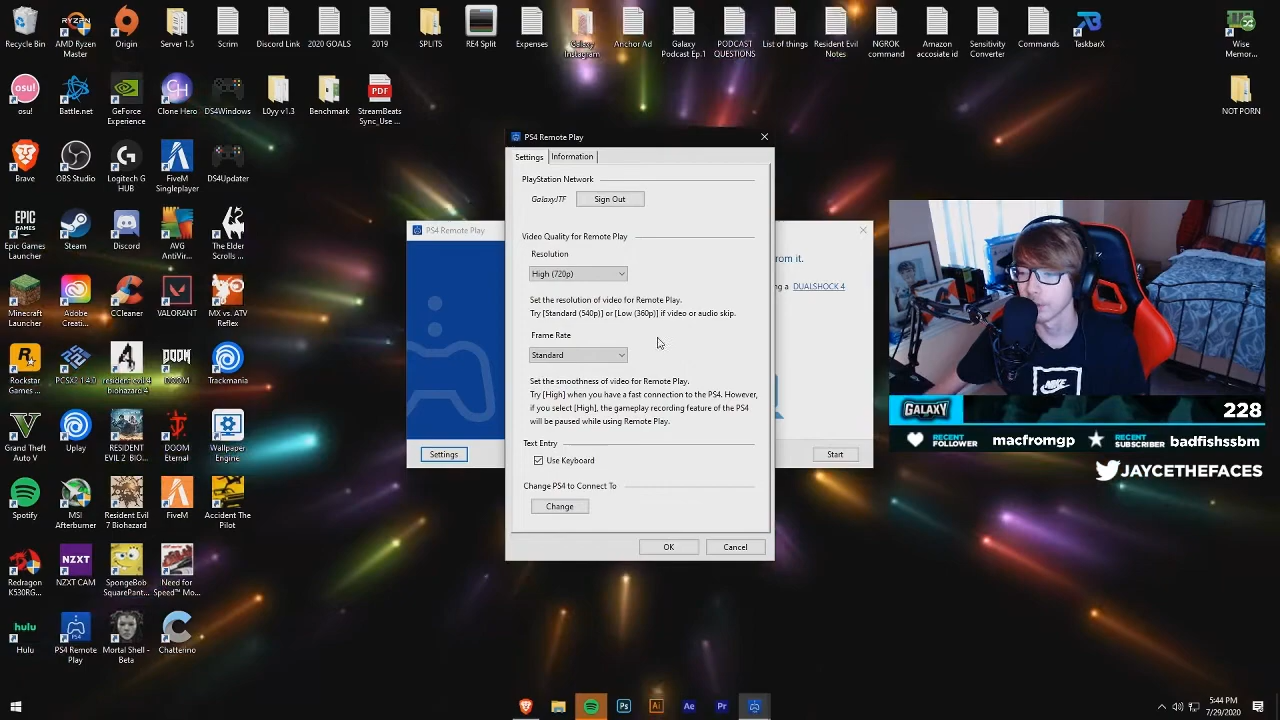 Recycle Bin
AMD Ryzen Master
Origin
Server 1.5
Scrim
Discord Link
2020 GOALS
2019
SPLITS
RE4 Split
Expenses
Galaxy Instagram
Anchor Ad
Galaxy Podcast Ep.1
PODCAST QUESTIONS
List of things
Resident Evil Notes
NGROK command
Amazon accosiate id
Sensitivity Converter
Commands
TaskbarX
Wise Memor...
osu!
Battle.net
GeForce Experience
Clone Hero
DS4Windows
L0yy v1.3
Benchmark
StreamBeats Sync_Use ...
NOT PORN
Brave
OBS Studio
Logitech G HUB
FiveM Singleplayer
DS4Updater
Epic Games Launcher
Steam
Discord
AVG AntiVir...
The Elder Scrolls ...
Minecraft Launcher
Adobe Creati...
CCleaner
VALORANT
MX vs. ATV Reflex
Rockstar Games ...
PCSX2 1.4.0
resident evil 4 biohazard 4
DOOM
Trackmania
Grand Theft Auto V
Uplay
RESIDENT EVIL 2, BIO...
DOOM Eternal
Wallpaper Engine
Spotify
MSI Afterburner
Resident Evil 7 Biohazard
FiveM
Accident The Pilot
Redragon K530RG...
NZXT CAM
SpongeBob SquarePant...
Need for Speed™ Mo...
Hulu
PS4 Remote Play
Mortal Shell - Beta
Chatterino
PS4 Remote Play
om it.
g a DUALSHOCK 4
Settings
Start
PS4 Remote Play
Settings
Information
PlayStation Network
GalaxyJTF
Sign Out
Video Quality for Remote Play
Resolution
High (720p)
Set the resolution of video for Remote Play.
Try [Standard (540p)] or [Low (360p)] if video or audio skip.
Frame Rate
Standard
Set the smoothness of video for Remote Play.
Try [High] when you have a fast connection to the PS4. However,
if you select [High], the gameplay recording feature of the PS4
will be paused while using Remote Play.
Text Entry
Use Keyboard
Change PS4 to Connect To
Change
OK
Cancel
NIKE
GALAXY
228
RECENT FOLLOWER
macfromgp
RECENT SUBSCRIBER
badfishssbm
JAYCETHEFACES
5:44 PM
7/29/2020